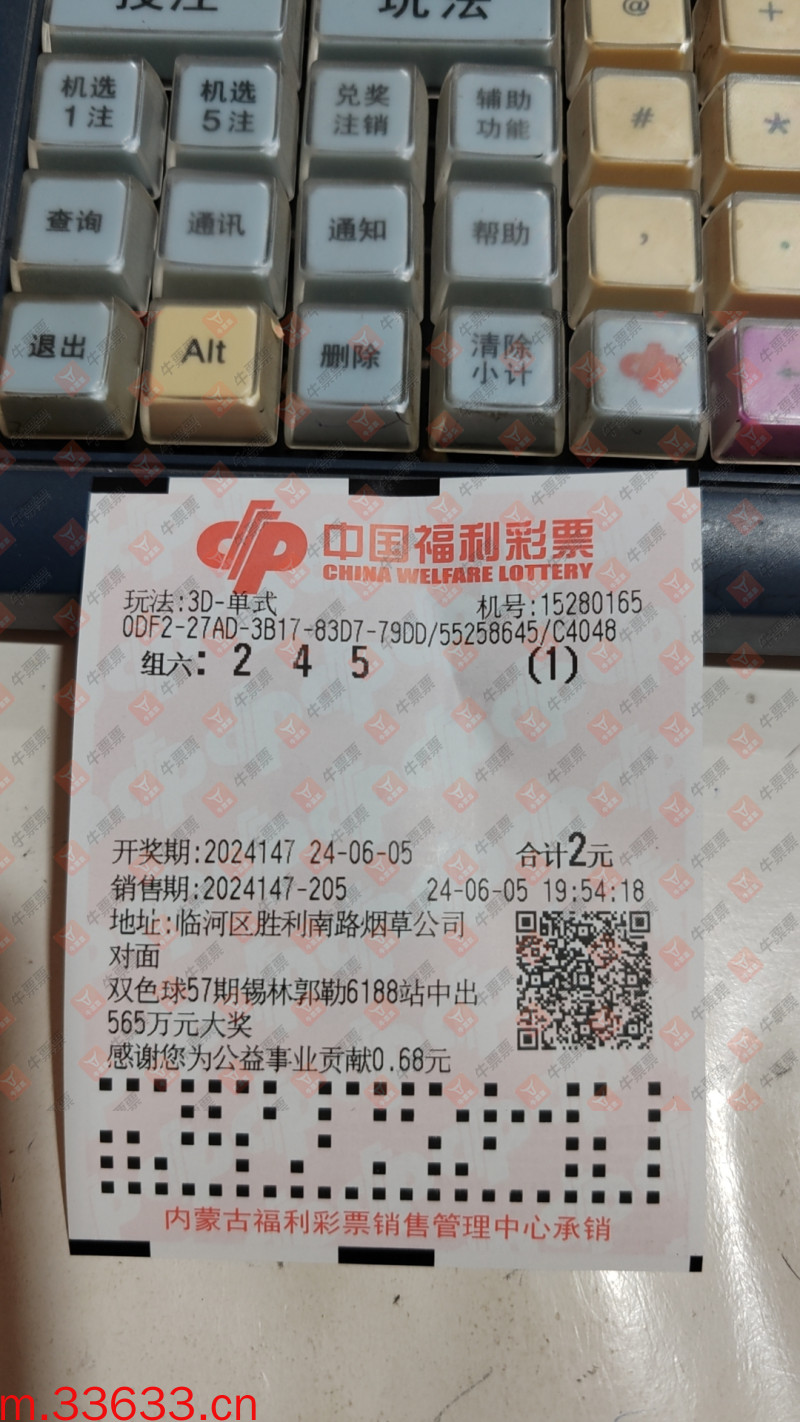 投注
玩法
@
+
机选
1注
机选
5注
兑奖
注销
辅助
功能
#
*
查询
通讯
通知
帮助
,
.
退出
Alt
删除
清除
小计
中国福利彩票
CHINA WELFARE LOTTERY
玩法:3D-单式
机号:15280165
0DF2-27AD-3B17-83D7-79DD/55258645/C4048
组六: 2 4 5 (1)
开奖期:2024147 24-06-05 合计2元
销售期:2024147-205 24-06-05 19:54:18
地址:临河区胜利南路烟草公司
对面
双色球57期锡林郭勒6188站中出
565万元大奖
感谢您为公益事业贡献0.68元
内蒙古福利彩票销售管理中心承销
牛票票
m.33633.cn